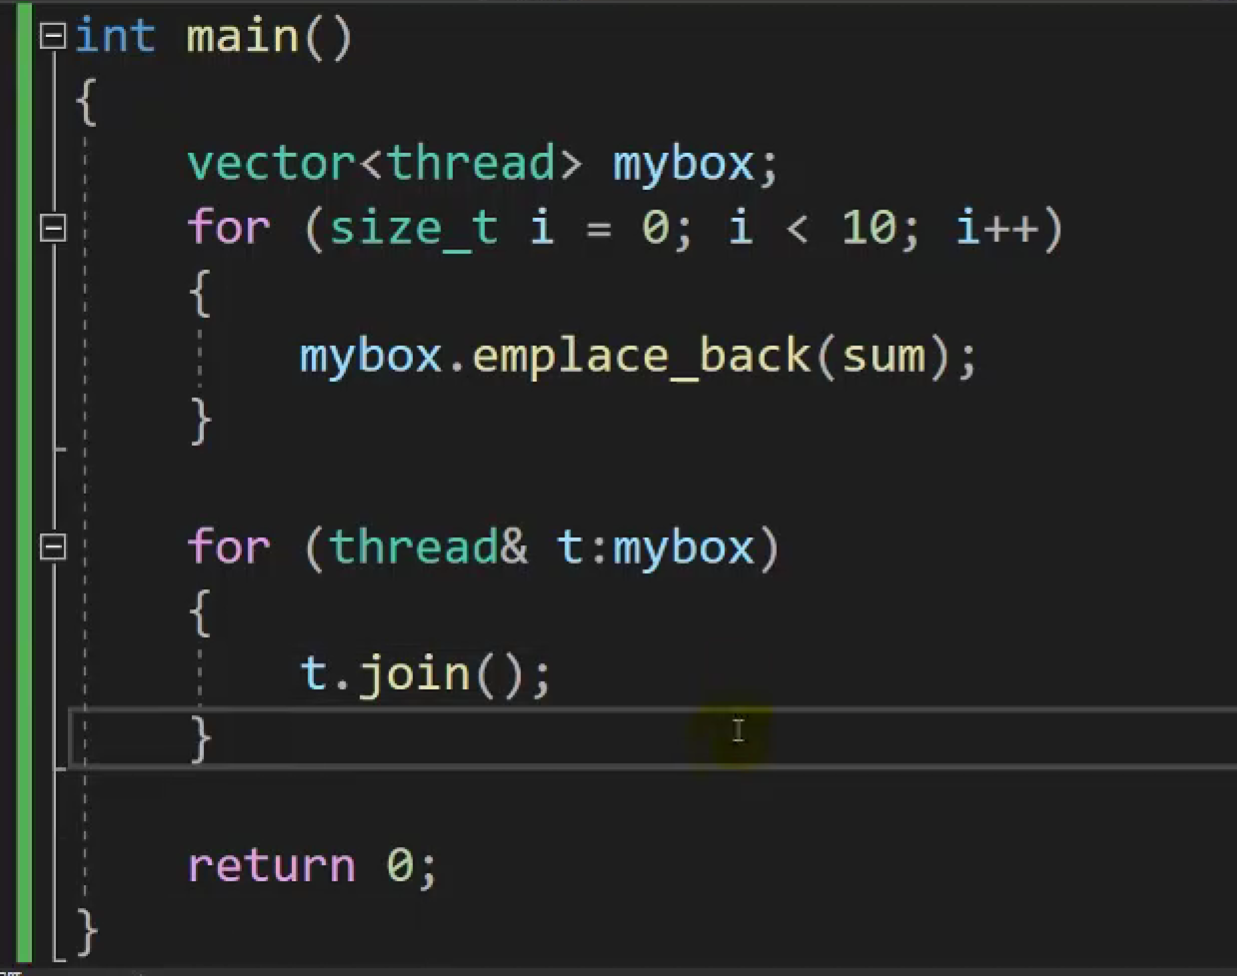 int main()
{
vector<thread> mybox;
for (size_t i = 0; i < 10; i++)
{
mybox.emplace_back(sum);
}
for (thread& t:mybox)
{
t.join();
}
return 0;
}